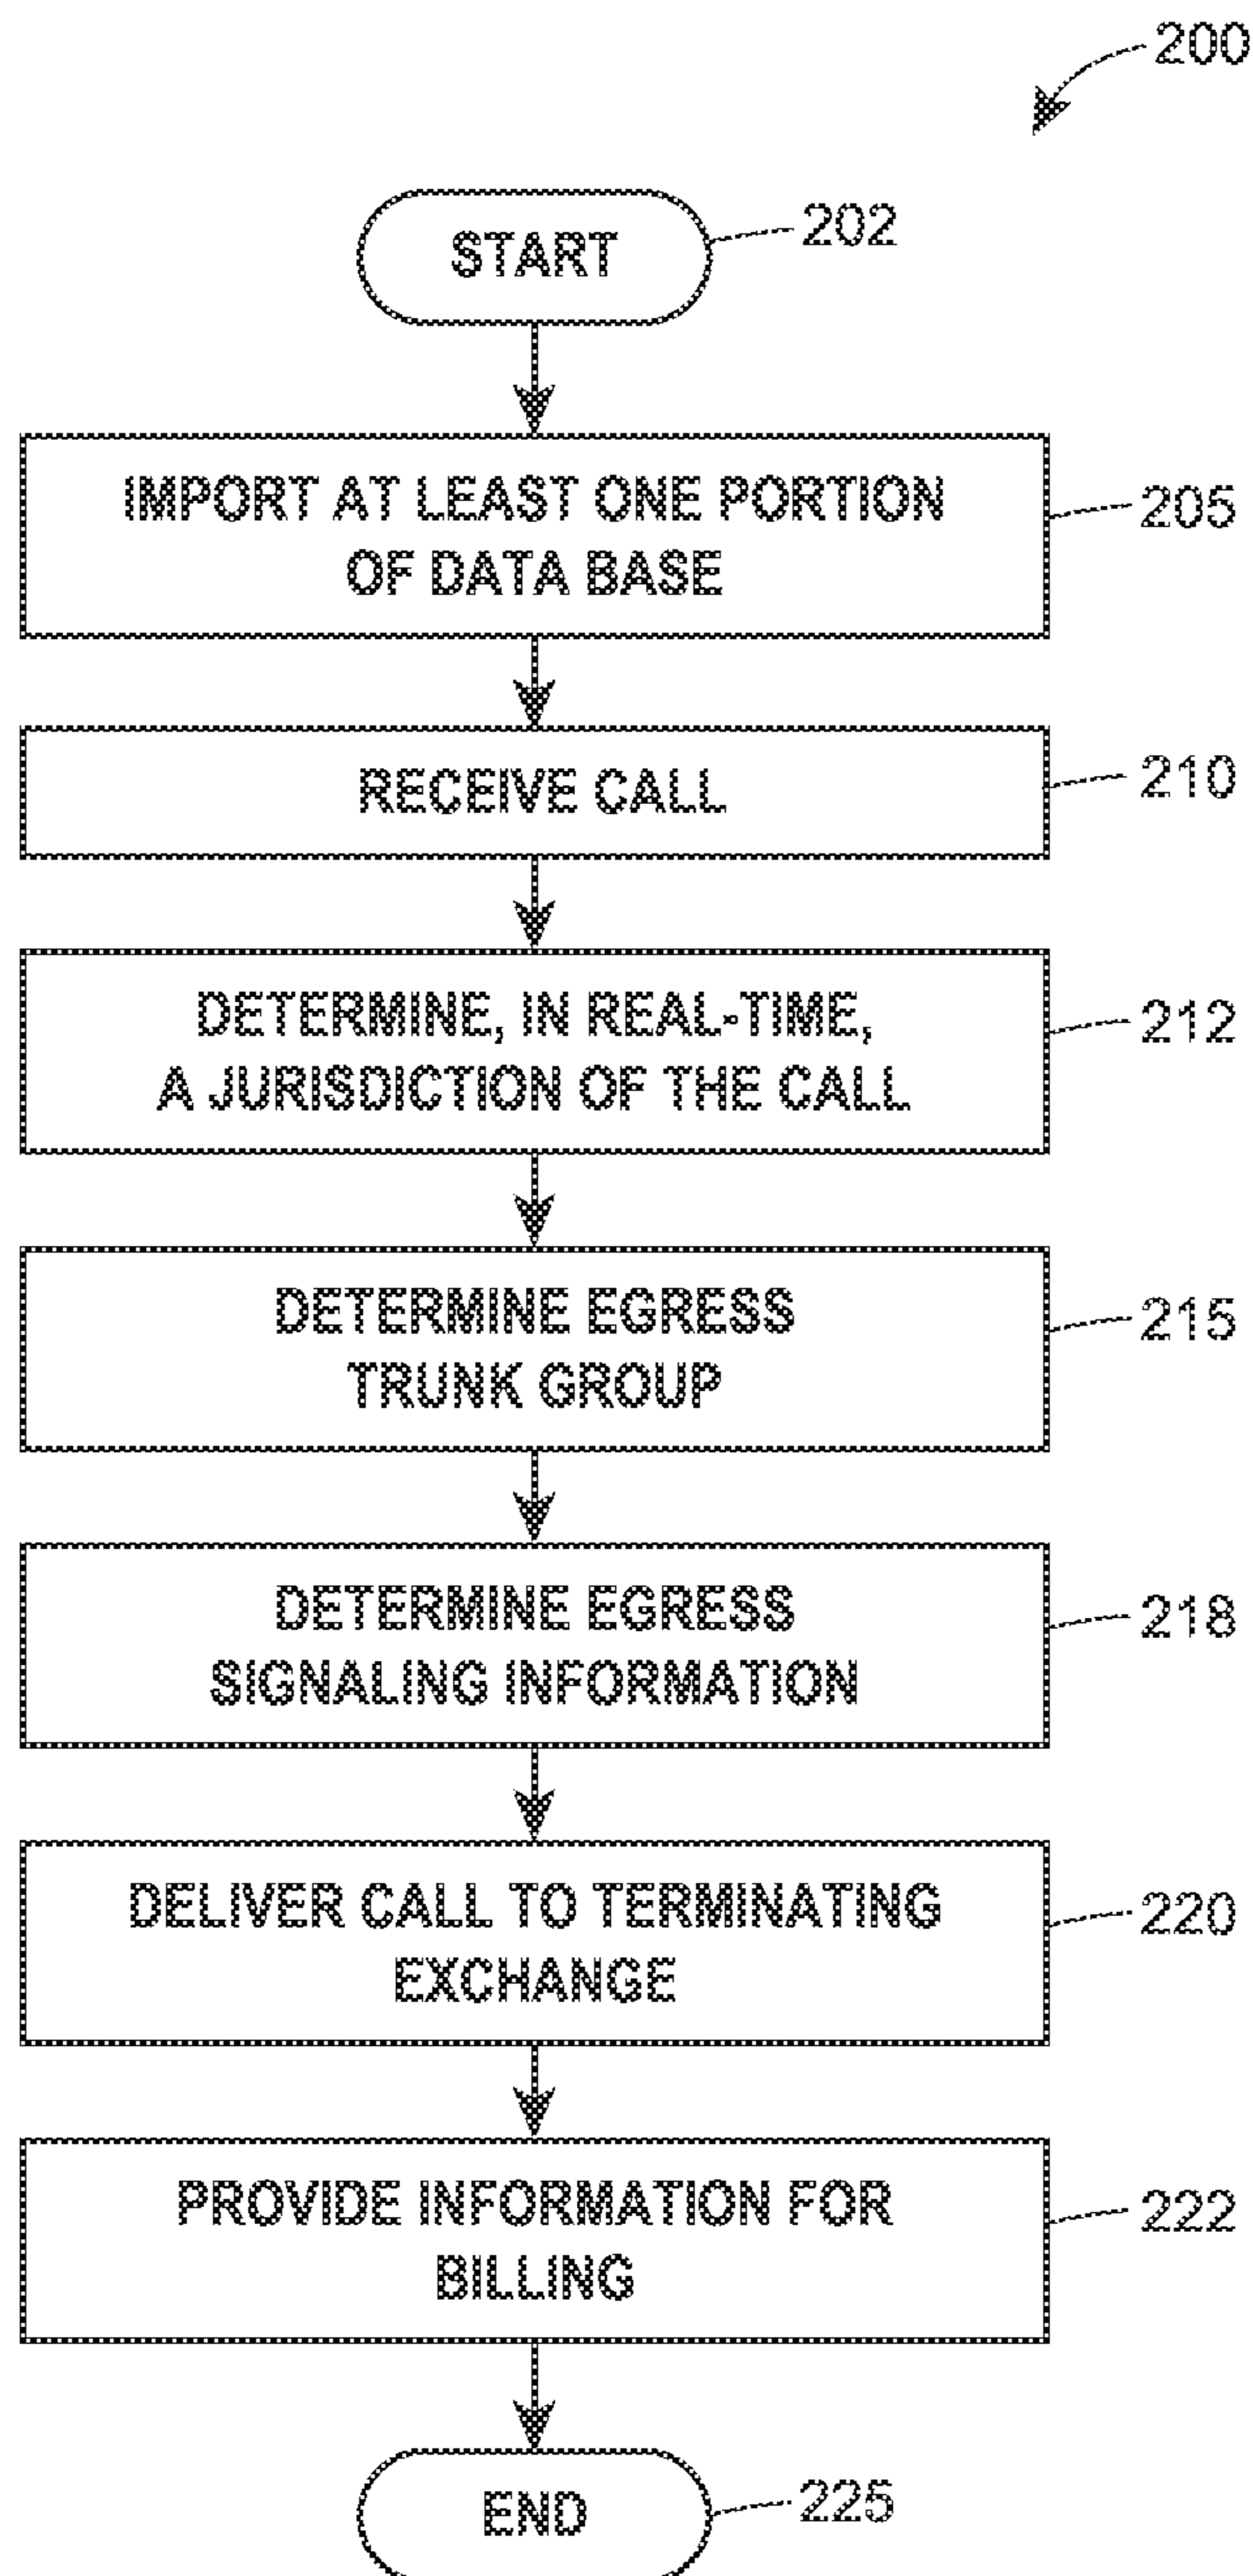 200
START
202
IMPORT AT LEAST ONE PORTION
OF DATA BASE
205
RECEIVE CALL
210
DETERMINE, IN REAL-TIME,
A JURISDICTION OF THE CALL
212
DETERMINE EGRESS
TRUNK GROUP
215
DETERMINE EGRESS
SIGNALING INFORMATION
218
DELIVER CALL TO TERMINATING
EXCHANGE
220
PROVIDE INFORMATION FOR
BILLING
222
END
225